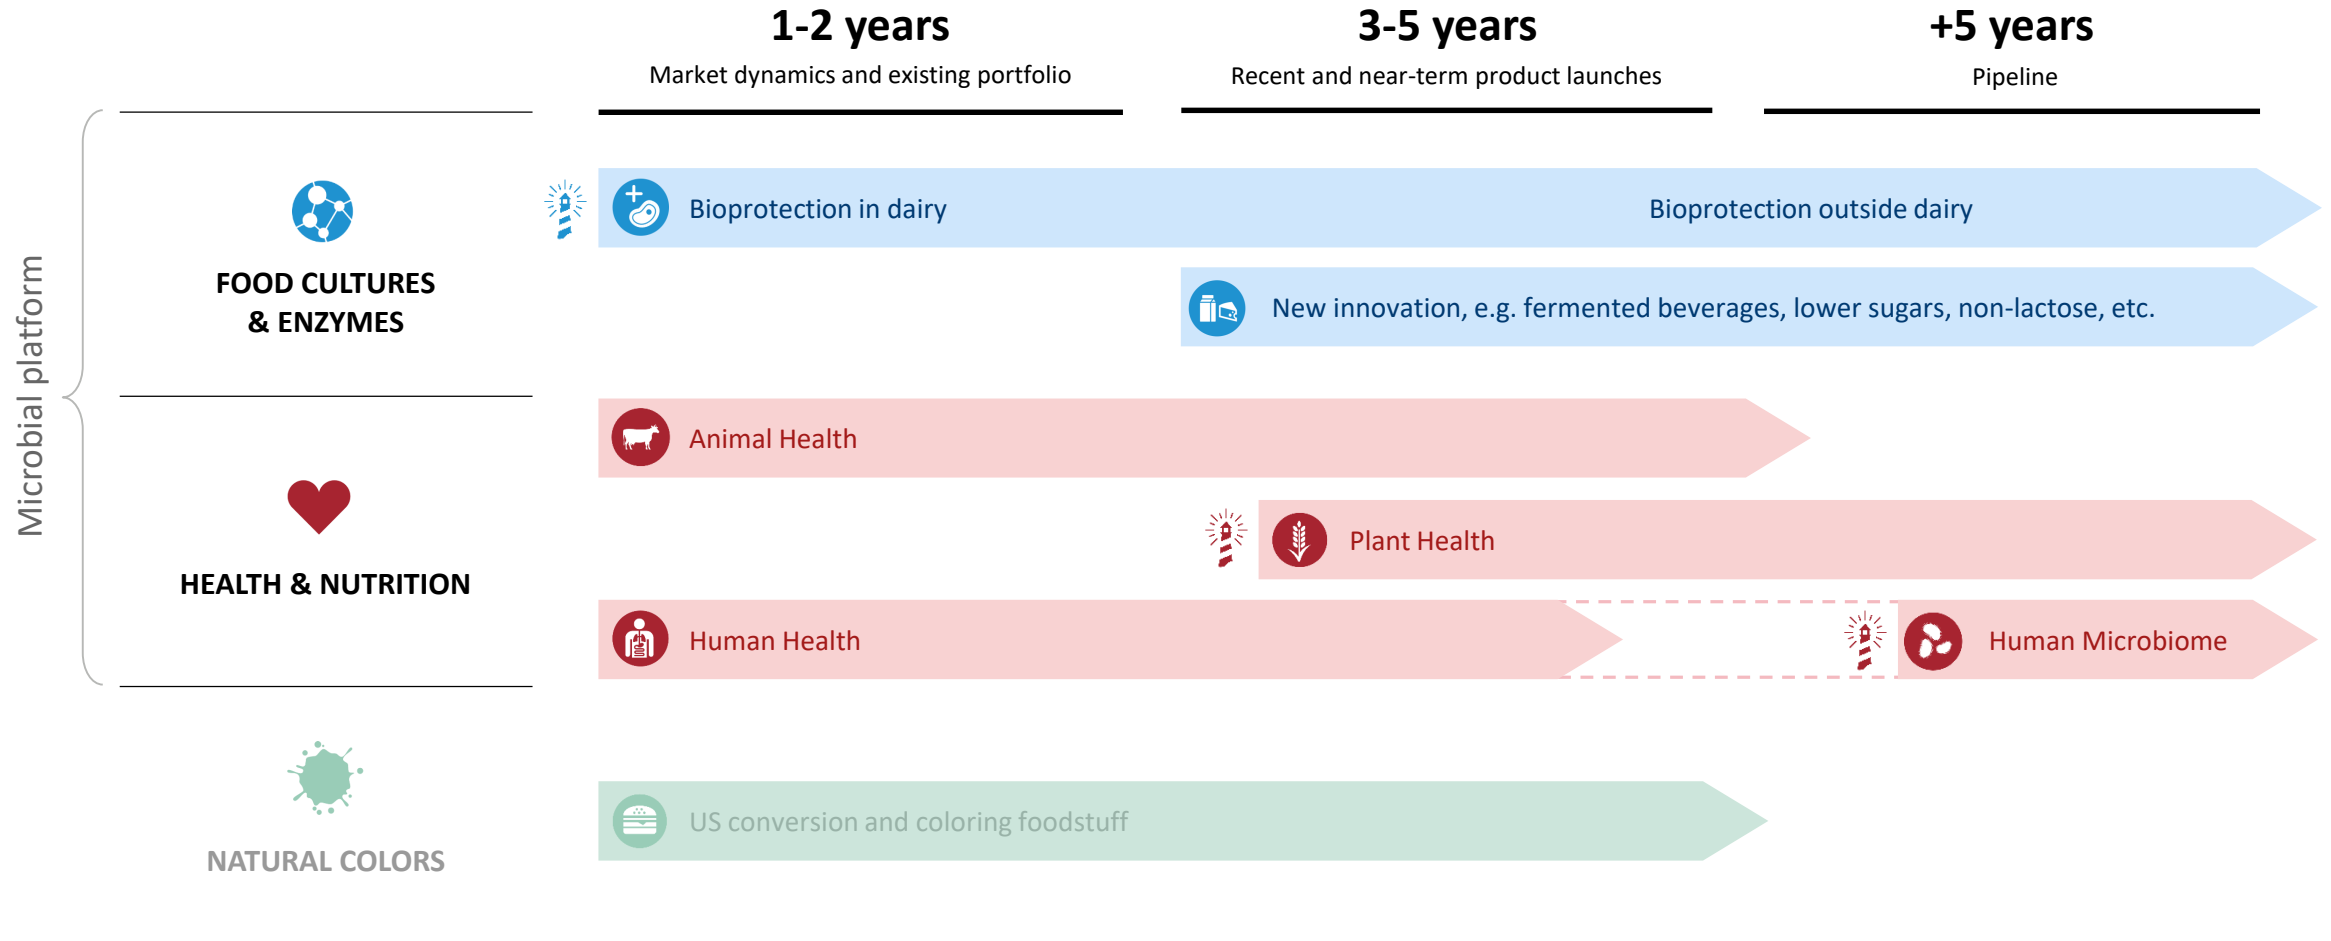 1-2 years
Market dynamics and existing portfolio
3-5 years
Recent and near-term product launches
+5 years
Pipeline
Microbial platform
FOOD CULTURES
& ENZYMES
Bioprotection in dairy
Bioprotection outside dairy
New innovation, e.g. fermented beverages, lower sugars, non-lactose, etc.
HEALTH & NUTRITION
Animal Health
Plant Health
Human Health
Human Microbiome
NATURAL COLORS
US conversion and coloring foodstuff